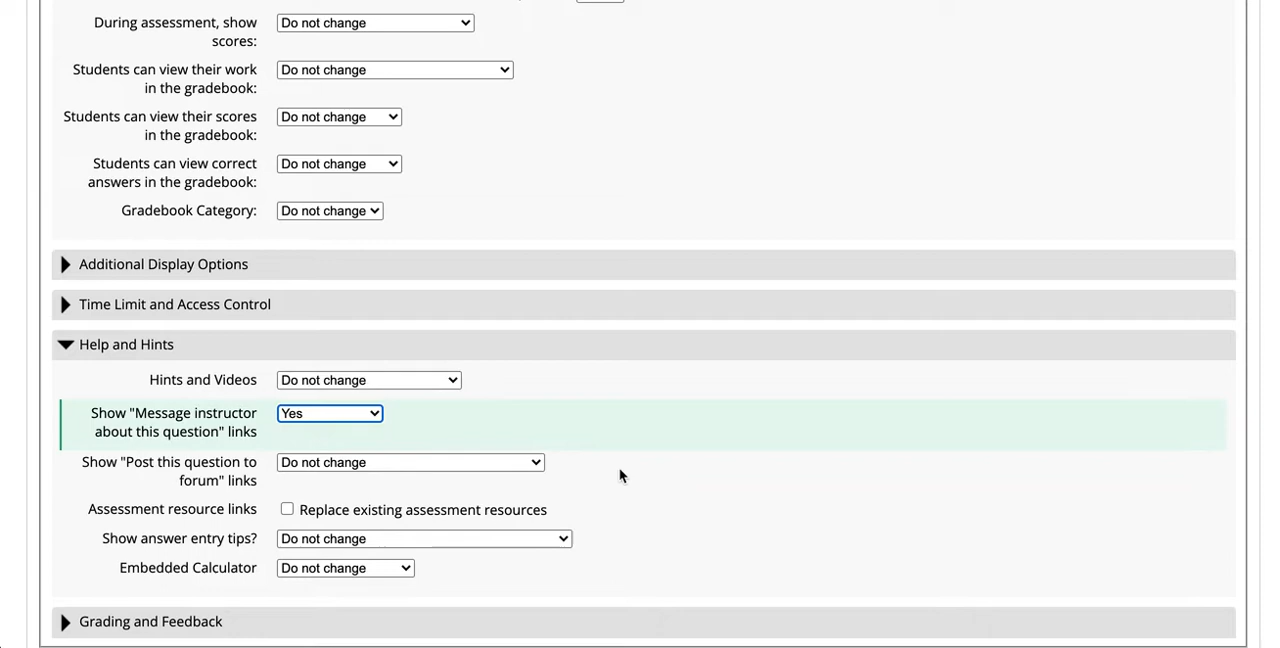 During assessment, show
scores:
Do not change
Students can view their work
in the gradebook:
Do not change
Students can view their scores
in the gradebook:
Do not change
Students can view correct
answers in the gradebook:
Do not change
Gradebook Category:
Do not change
Additional Display Options
Time Limit and Access Control
Help and Hints
Hints and Videos
Do not change
Show "Message instructor
about this question" links
Yes
Show "Post this question to
forum" links
Do not change
Assessment resource links
Replace existing assessment resources
Show answer entry tips?
Do not change
Embedded Calculator
Do not change
Grading and Feedback